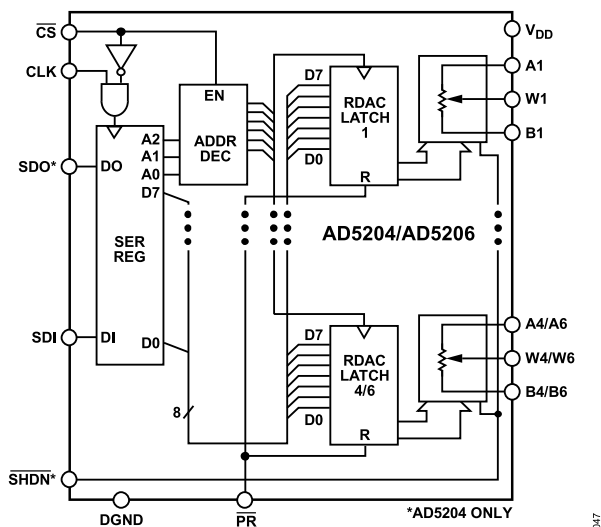 CS
VDD
CLK
A1
D7
EN
RDAC
LATCH
1
W1
ADDR
DEC
B1
A2
A1
A0
D0
SDO*
DO
D7
R
SER
REG
AD5204/AD5206
A4/A6
D7
SDI
DI
D0
RDAC
LATCH
4/6
W4/W6
B4/B6
8
D0
R
SHDN*
DGND
PR
*AD5204 ONLY